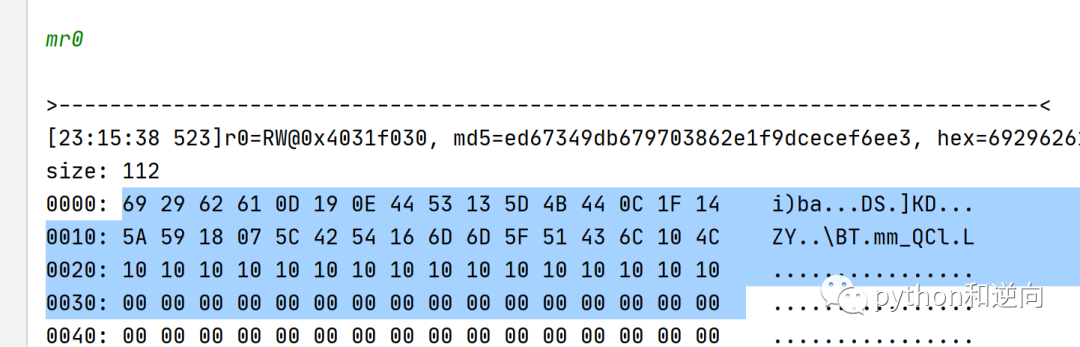 mr0
>-----------------------------------------------------------------------------<
[23:15:38 523]r0=RW@0x4031f030, md5=ed67349db679703862e1f9dcecef6ee3, hex=69296261
size: 112
0000: 69 29 62 61 0D 19 0E 44 53 13 5D 4B 44 0C 1F 14    i)ba...DS.]KD...
0010: 5A 59 18 07 5C 42 54 16 6D 6D 5F 51 43 6C 10 4C    ZY..\BT.mm_QCl.L
0020: 10 10 10 10 10 10 10 10 10 10 10 10 10 10 10 10    ................
0030: 00 00 00 00 00 00 00 00 00 00 00 00 00 00 00 00    ................
python和逆向
0040: 00 00 00 00 00 00 00 00 00 00 00 00 00 00 00 00    ................